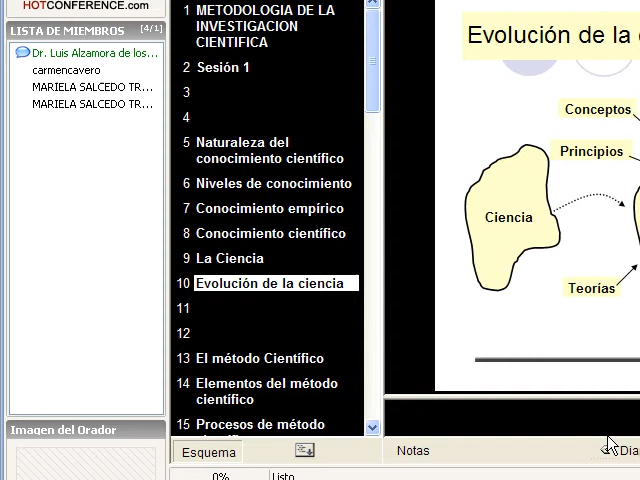 HOTCONFERENCE.com
LISTA DE MIEMBROS [4/1]
Dr. Luis Alzamora de los...
carmencavero
MARIELA SALCEDO TR...
MARIELA SALCEDO TR...
Imagen del Orador
1 METODOLOGIA DE LA
INVESTIGACION
CIENTIFICA
2 Sesión 1
3
4
5 Naturaleza del
conocimiento científico
6 Niveles de conocimiento
7 Conocimiento empírico
8 Conocimiento científico
9 La Ciencia
10 Evolución de la ciencia
11
12
13 El método Científico
14 Elementos del método
científico
15 Procesos de método
Esquema
0%
Listo
Evolución de la
Conceptos
Principios
Ciencia
Teorías
Notas